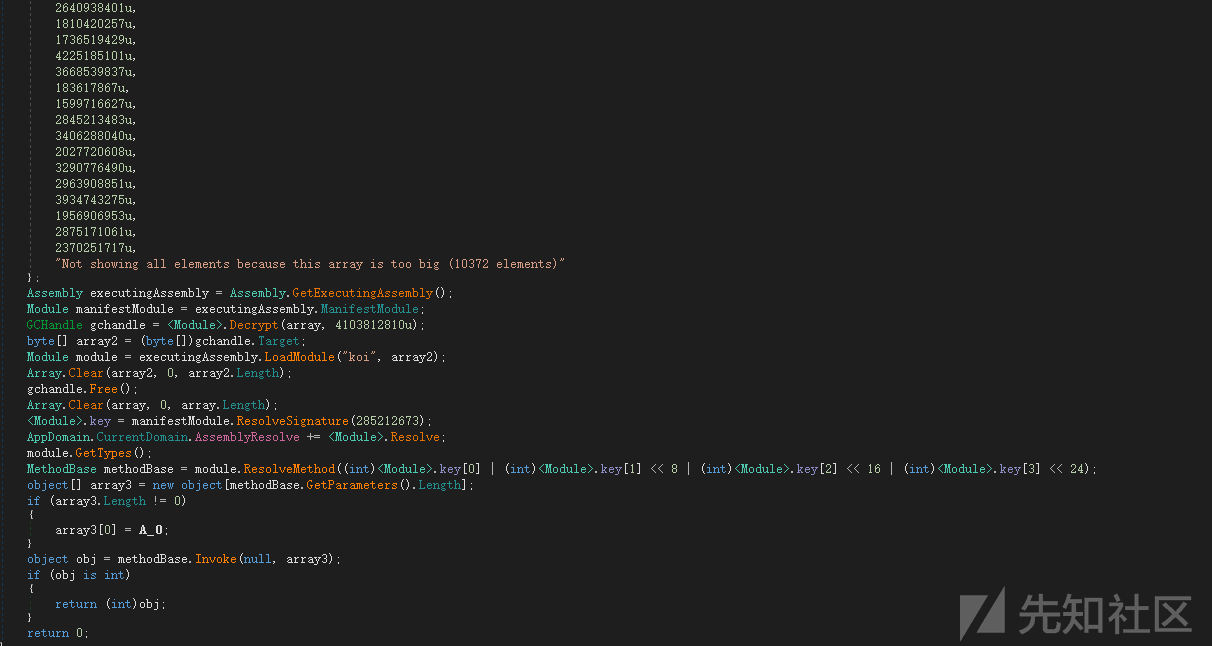 2640938401u,
1810420257u,
1736519429u,
4225185101u,
3668539837u,
183617867u,
1599716627u,
2845213483u,
3406288040u,
2027720608u,
3290776490u,
2963908851u,
3934743275u,
1956906953u,
2875171061u,
2370251717u,
"Not showing all elements because this array is too big (10372 elements)"
};
Assembly executingAssembly = Assembly.GetExecutingAssembly();
Module manifestModule = executingAssembly.ManifestModule;
GCHandle gchandle = <Module>.Decrypt(array, 4103812810u);
byte[] array2 = (byte[])gchandle.Target;
Module module = executingAssembly.LoadModule("koi", array2);
Array.Clear(array2, 0, array2.Length);
gchandle.Free();
Array.Clear(array, 0, array.Length);
<Module>.key = manifestModule.ResolveSignature(285212673);
AppDomain.CurrentDomain.AssemblyResolve += <Module>.Resolve;
module.GetTypes();
MethodBase methodBase = module.ResolveMethod((int)<Module>.key[0] | (int)<Module>.key[1] << 8 | (int)<Module>.key[2] << 16 | (int)<Module>.key[3] << 24);
object[] array3 = new object[methodBase.GetParameters().Length];
if (array3.Length != 0)
{
array3[0] = A_0;
}
object obj = methodBase.Invoke(null, array3);
if (obj is int)
{
return (int)obj;
}
return 0;
先知社区